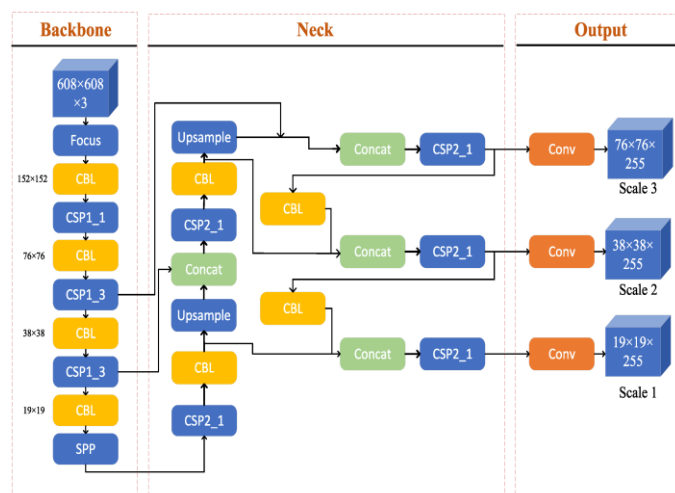 Backbone
Neck
Output
608×608
×3
Focus
152×152
CBL
CSP1_1
76×76
CBL
CSP1_3
38×38
CBL
CSP1_3
19×19
CBL
SPP
Upsample
CBL
CSP2_1
Concat
Upsample
CBL
CSP2_1
Concat
CSP2_1
CBL
Concat
CSP2_1
CBL
Concat
CSP2_1
Conv
76×76×
255
Scale 3
Conv
38×38×
255
Scale 2
Conv
19×19×
255
Scale 1